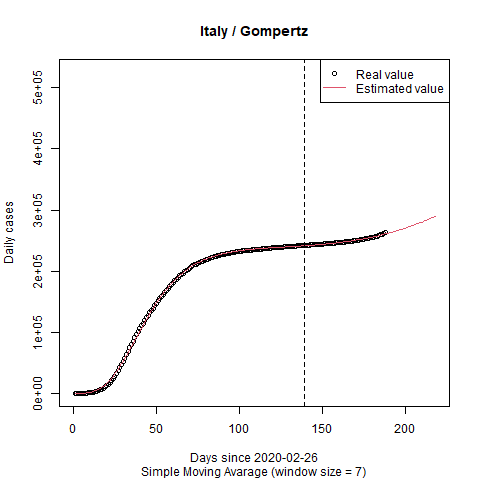 Italy / Gompertz
Real value
Estimated value
Daily cases
5e+05
4e+05
3e+05
2e+05
1e+05
0e+00
0
50
100
150
200
Days since 2020-02-26
Simple Moving Avarage (window size = 7)